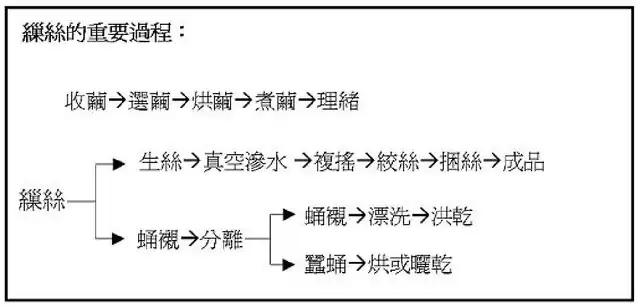 繅絲的重要過程：
收繭→選繭→烘繭→煮繭→理緒
生絲→真空滲水→複搖→絞絲→捆絲→成品
繅絲
蛹襯→分離
蛹襯→漂洗→洪乾
蠶蛹→烘或曬乾